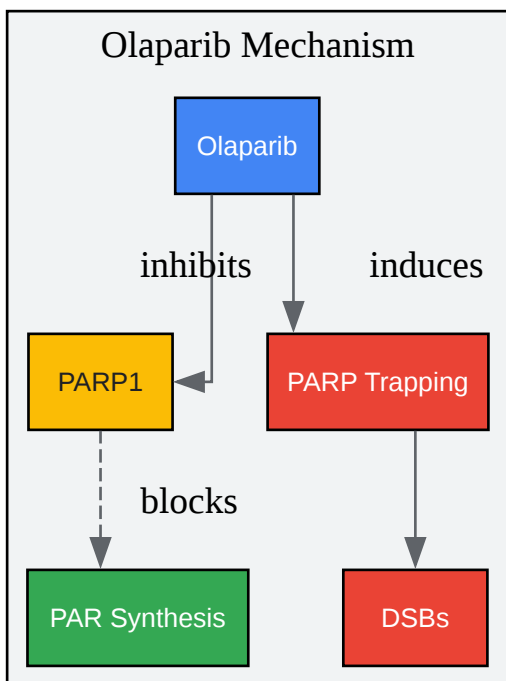 Olaparib Mechanism
Olaparib
inhibits
induces
PARP1
PARP Trapping
blocks
PAR Synthesis
DSBs